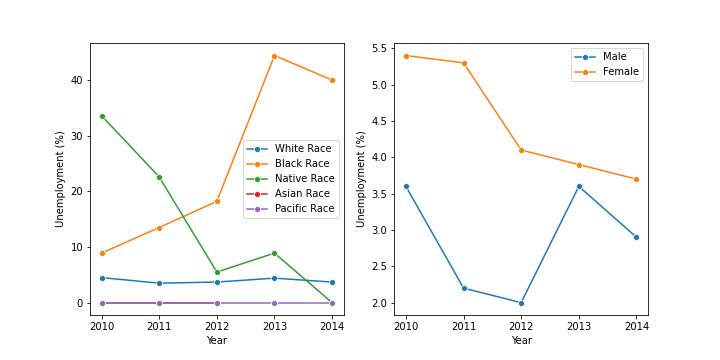 Unemployment (%)
40
30
20
10
0
2010 2011 2012 2013 2014
Year
White Race
Black Race
Native Race
Asian Race
Pacific Race
Unemployment (%)
5.5
5.0
4.5
4.0
3.5
3.0
2.5
2.0
2010 2011 2012 2013 2014
Year
Male
Female